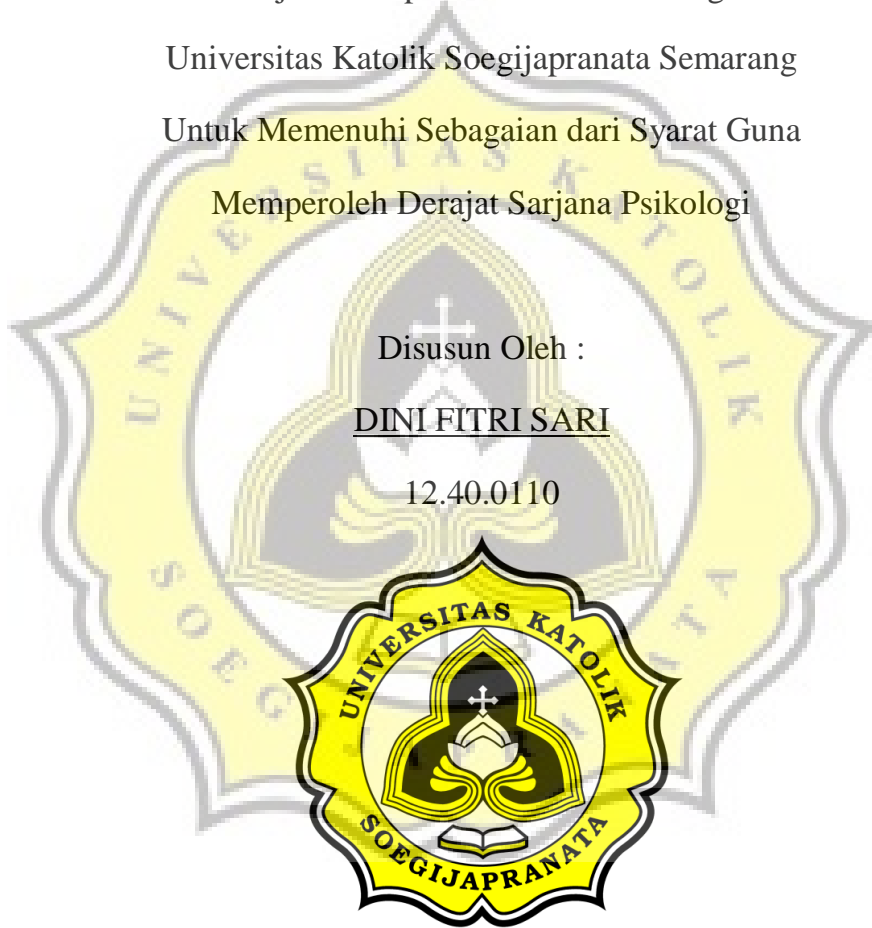 Universitas Katolik Soegijapranata Semarang
Untuk Memenuhi Sebagaian dari Syarat Guna
Memperoleh Derajat Sarjana Psikologi
Disusun Oleh :
DINI FITRI SARI
12.40.0110
UNIVERSITAS KATOLIK
SOEGIJAPRANATA